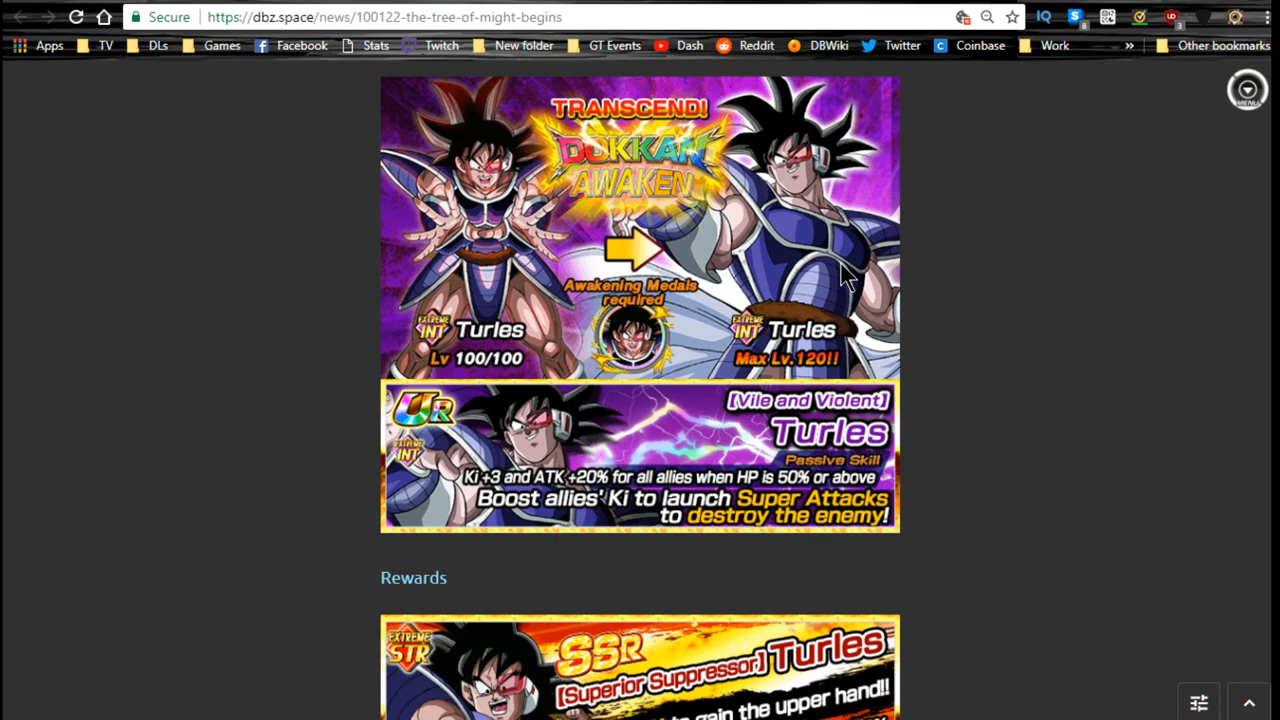 Secure https://dbz.space/news/100122-the-tree-of-might-begins
IQ
8
3
Apps TV DLs Games Facebook Stats Twitch New folder GT Events Dash Reddit DBWiki Twitter Coinbase Work » Other bookmarks
MENU
TRANSCEND!
DOKKAN
AWAKEN
Awakening Medals
required
EXTREME
INT Turles
Lv 100/100
EXTREME
INT Turles
Max Lv.120!!
UR
EXTREME
INT
[Vile and Violent]
Turles
Passive Skill
Ki +3 and ATK +20% for all allies when HP is 50% or above
Boost allies' Ki to launch Super Attacks
to destroy the enemy!
Rewards
EXTREME
STR
SSR
[Superior Suppressor] Turles
to gain the upper hand!!